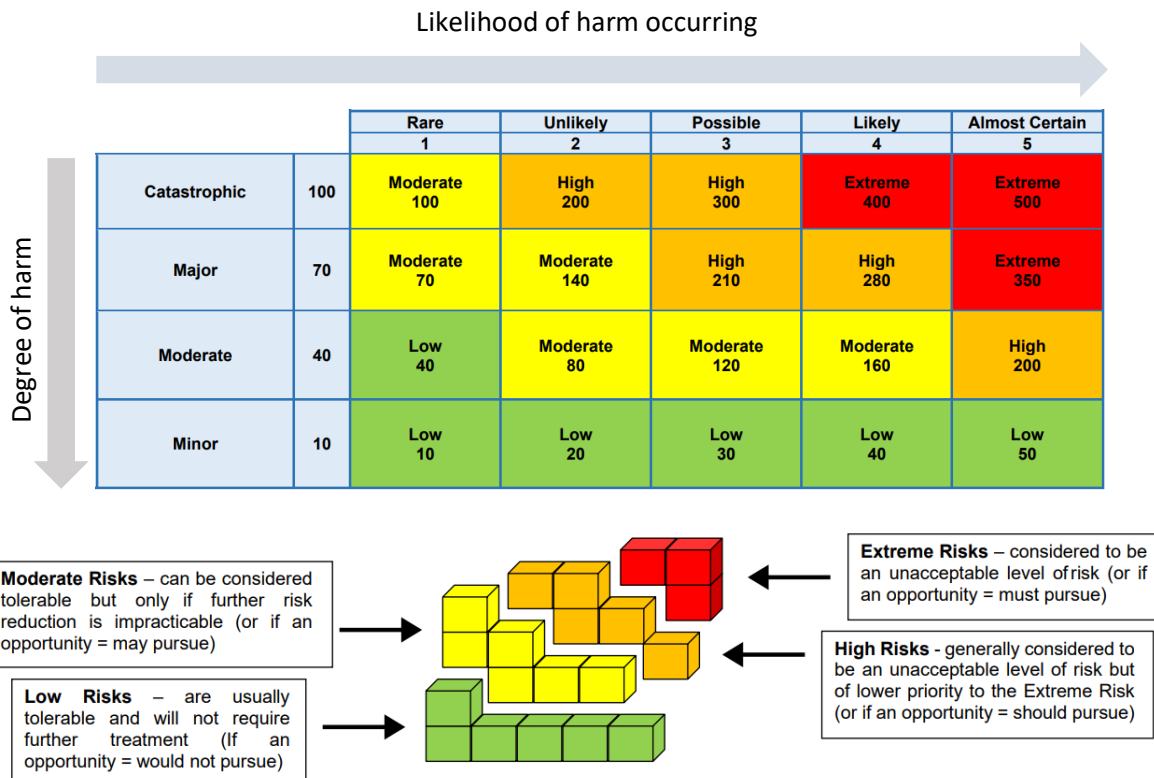 Likelihood of harm occurring
Rare Unlikely Possible Likely Almost Certain
1 2 3 4 5
Degree of harm
Catastrophic 100 Moderate 100 High 200 High 300 Extreme 400 Extreme 500
Major 70 Moderate 70 Moderate 140 High 210 High 280 Extreme 350
Moderate 40 Low 40 Moderate 80 Moderate 120 Moderate 160 High 200
Minor 10 Low 10 Low 20 Low 30 Low 40 Low 50
Moderate Risks – can be considered
tolerable but only if further risk
reduction is impracticable (or if an
opportunity = may pursue)
Low Risks – are usually
tolerable and will not require
further treatment (If an
opportunity = would not pursue)
Extreme Risks – considered to be
an unacceptable level of risk (or if
an opportunity = must pursue)
High Risks - generally considered to
be an unacceptable level of risk but
of lower priority to the Extreme Risk
(or if an opportunity = should pursue)